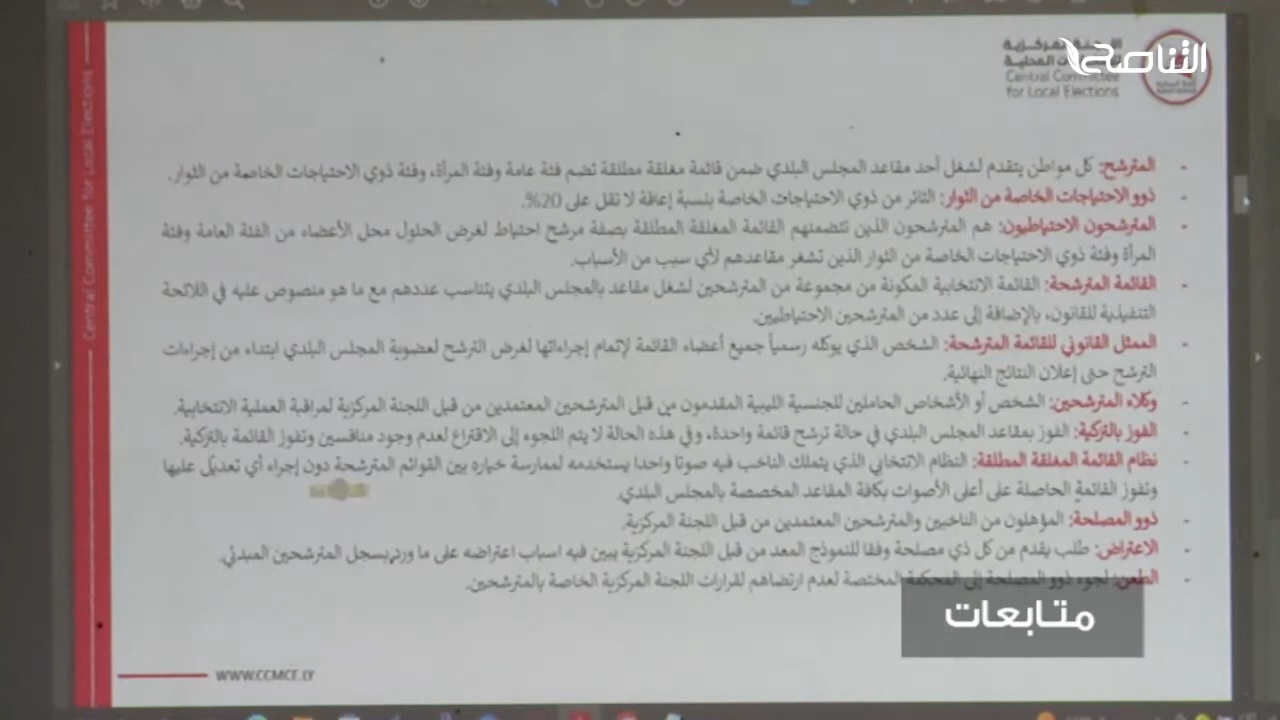 التناصح
اللجنة المركزية
للانتخابات المحلية
Central Committee
for Local Elections
Central Committee for Local Elections
Central Committee for Local Elections
- المترشح: كل مواطن يتقدم لشغل أحد مقاعد المجلس البلدي ضمن قائمة مغلقة مطلقة تضم فئة عامة وفئة المرأة، وفئة ذوي الاحتياجات الخاصة من الثوار.
- ذوو الاحتياجات الخاصة من الثوار: الثائر من ذوي الاحتياجات الخاصة بنسبة إعاقة لا تقل على 20%.
- المترشحون الاحتياطيون: هم المترشحون الذين تتضمنهم القائمة المغلقة المطلقة بصفة مرشح احتياط لغرض الحلول محل الأعضاء من الفئة العامة وفئة
المرأة وفئة ذوي الاحتياجات الخاصة من الثوار الذين تشغر مقاعدهم لأي سبب من الأسباب.
- القائمة المترشحة: القائمة الانتخابية المكونة من مجموعة من المترشحين لشغل مقاعد بالمجلس البلدي يتناسب عددهم مع ما هو منصوص عليه في اللائحة
التنفيذية للقانون، بالإضافة إلى عدد من المترشحين الاحتياطيين.
- الممثل القانوني للقائمة المترشحة: الشخص الذي يوكله رسمياً جميع أعضاء القائمة لإتمام إجراءاتها لغرض الترشح لعضوية المجلس البلدي ابتداء من إجراءات
الترشح حتى إعلان النتائج النهائية.
- وكلاء المترشحين: الشخص أو الأشخاص الحاملين للجنسية الليبية المقدمون من قبل المترشحين المعتمدين من قبل اللجنة المركزية لمراقبة العملية الانتخابية.
- الفوز بالتزكية: الفوز بمقاعد المجلس البلدي في حالة ترشح قائمة واحدة، وفي هذه الحالة لا يتم اللجوء إلى الاقتراع لعدم وجود منافسين وتفوز القائمة بالتزكية.
- نظام القائمة المغلقة المطلقة: النظام الانتخابي الذي يتملك الناخب فيه صوتا واحدا يستخدمه لممارسة خياره بين القوائم المترشحة دون إجراء أي تعديل عليها
وتفوز القائمة الحاصلة على أعلى الأصوات بكافة المقاعد المخصصة بالمجلس البلدي.
- ذوو المصلحة: المؤهلون من الناخبين والمترشحين المعتمدين من قبل اللجنة المركزية.
- الاعتراض: طلب يقدم من كل ذي مصلحة وفقا للنموذج المعد من قبل اللجنة المركزية يبين فيه اسباب اعتراضه على ما ورد بسجل المترشحين المبدئي.
- الطعن: لجوء ذوو المصلحة إلى المحكمة المختصة لعدم ارتضاهم لقرارات اللجنة المركزية الخاصة بالمترشحين.
متابعات
WWW.CCMCE.LY